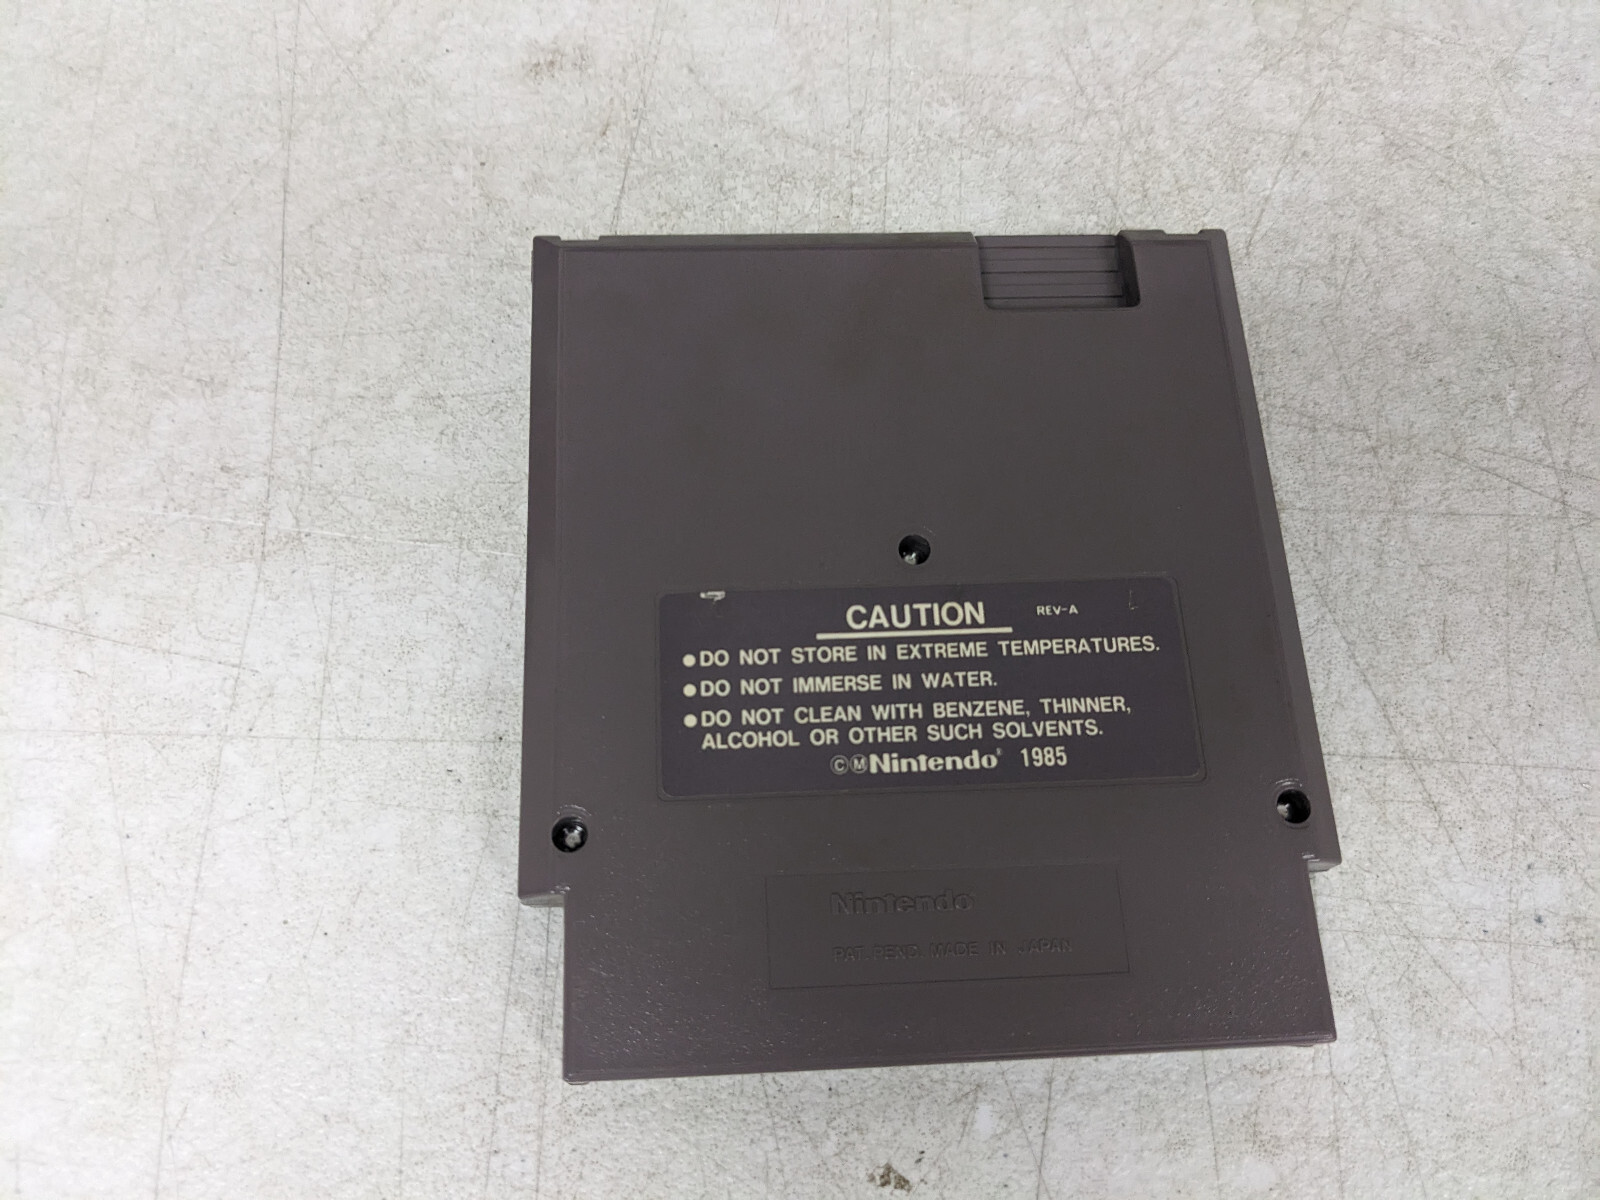 CAUTION REV-A
●DO NOT STORE IN EXTREME TEMPERATURES.
●DO NOT IMMERSE IN WATER.
●DO NOT CLEAN WITH BENZENE, THINNER,
ALCOHOL OR OTHER SUCH SOLVENTS.
©ⓂNintendo® 1985
Nintendo
PAT. PEND. MADE IN JAPAN